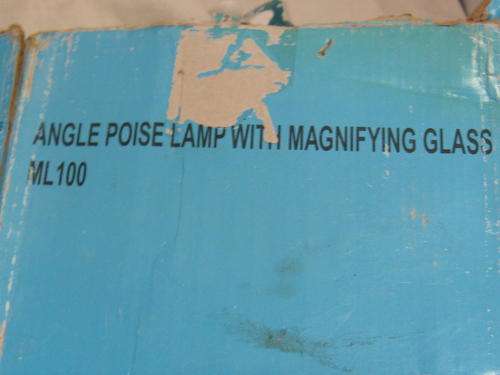 ANGLE POISE LAMP WITH MAGNIFYING GLASS
ML100